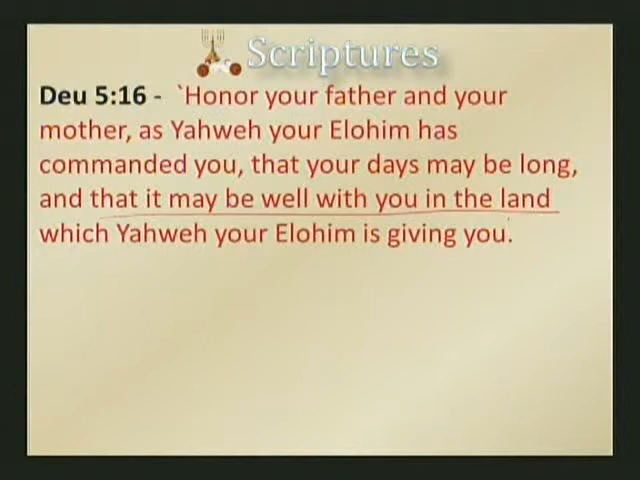 Scriptures
Deu 5:16 - `Honor your father and your
mother, as Yahweh your Elohim has
commanded you, that your days may be long,
and that it may be well with you in the land
which Yahweh your Elohim is giving you.